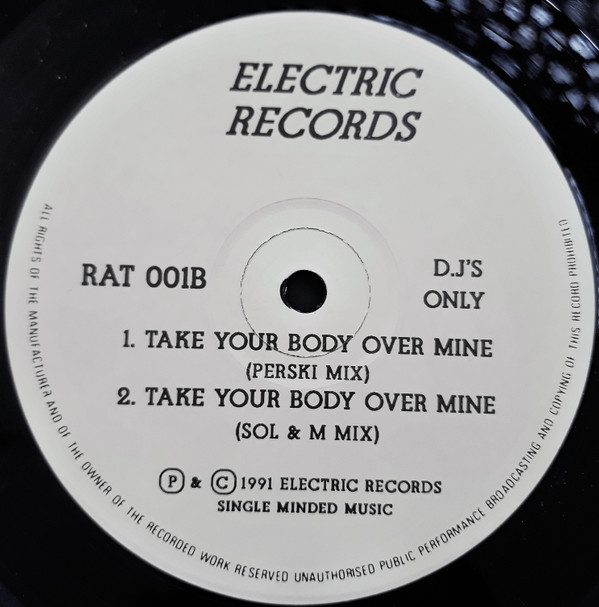 ELECTRIC
RECORDS
RAT 001B
D.J'S
ONLY
1. TAKE YOUR BODY OVER MINE
(PERSKI MIX)
2. TAKE YOUR BODY OVER MINE
(SOL & M MIX)
Ⓟ & Ⓒ 1991 ELECTRIC RECORDS
SINGLE MINDED MUSIC
ALL RIGHTS OF THE MANUFACTURER AND OF THE OWNER OF THE RECORDED WORK RESERVED UNAUTHORISED PUBLIC PERFORMANCE BROADCASTING AND COPYING OF THIS RECORD PROHIBITED